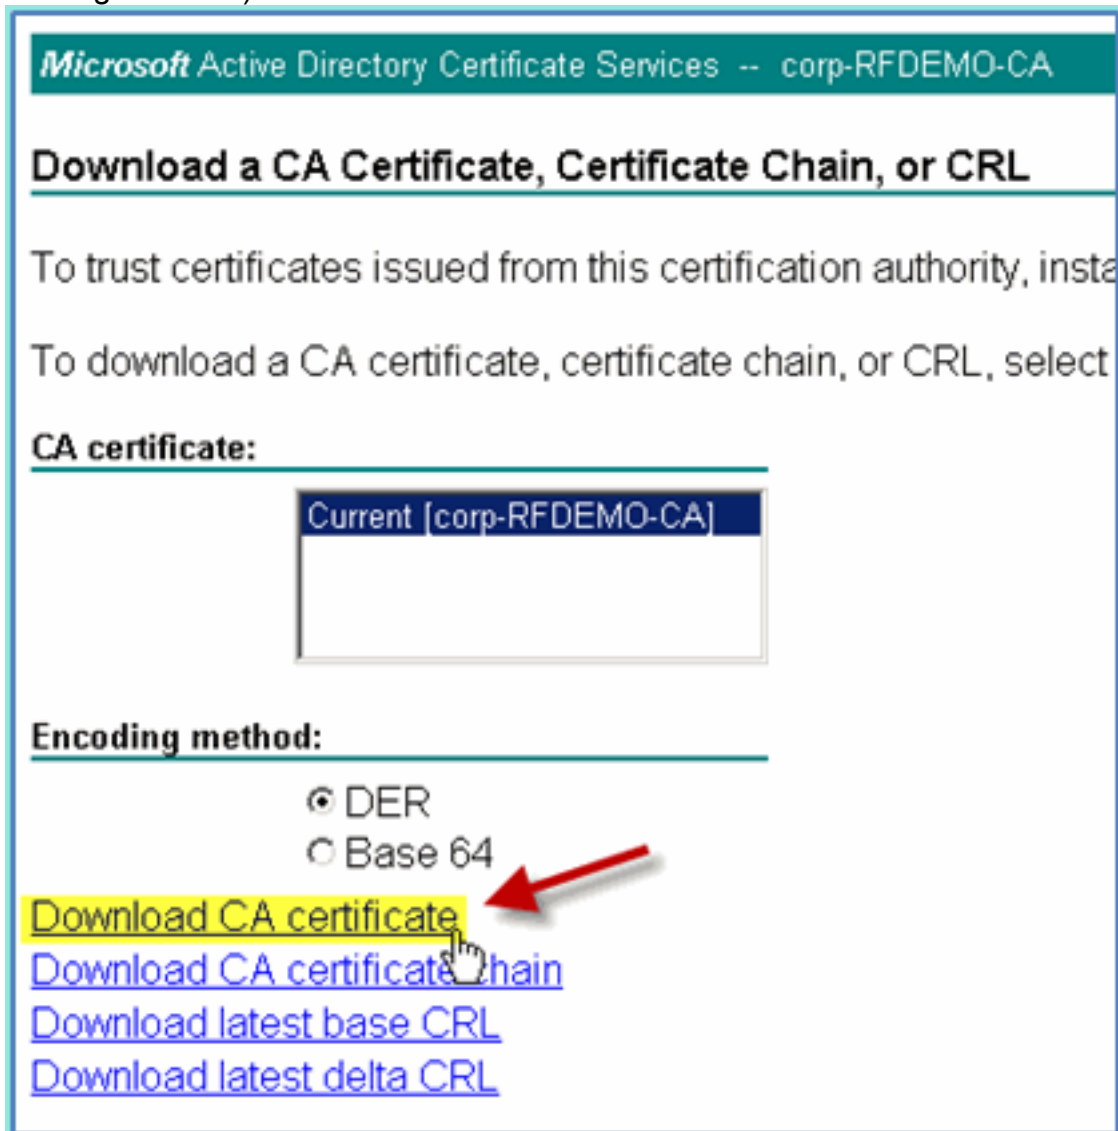 Microsoft Active Directory Certificate Services -- corp-RFDEMO-CA
Download a CA Certificate, Certificate Chain, or CRL
To trust certificates issued from this certification authority, insta
To download a CA certificate, certificate chain, or CRL, select
CA certificate:
Current [corp-RFDEMO-CA]
Encoding method:
DER
Base 64
Download CA certificate
Download CA certificate chain
Download latest base CRL
Download latest delta CRL